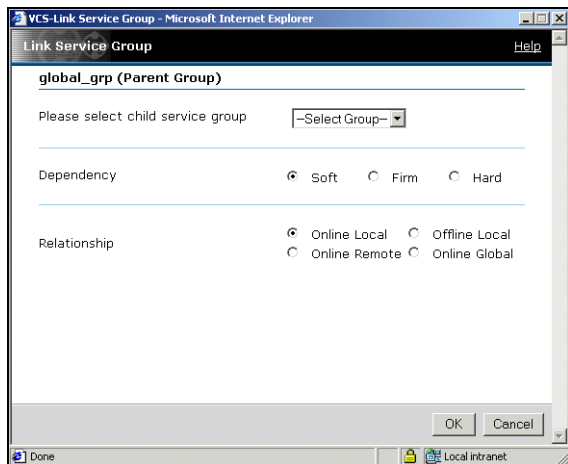 VCS-Link Service Group - Microsoft Internet Explorer
Link Service Group Help
global_grp (Parent Group)
Please select child service group --Select Group--
Dependency Soft Firm Hard
Relationship Online Local Offline Local
Online Remote Online Global
OK Cancel
Done Local intranet